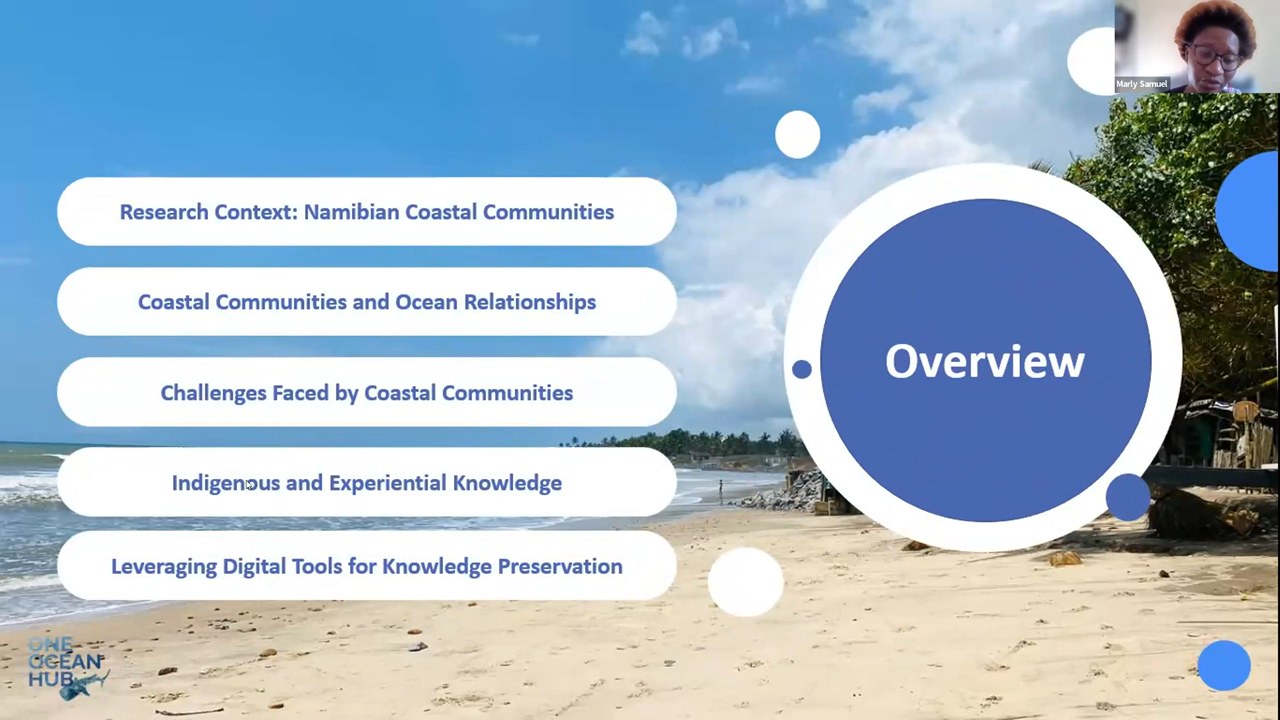 Marly Samuel
Research Context: Namibian Coastal Communities
Coastal Communities and Ocean Relationships
Challenges Faced by Coastal Communities
Indigenous and Experiential Knowledge
Leveraging Digital Tools for Knowledge Preservation
Overview
ONE
OCEAN
HUB